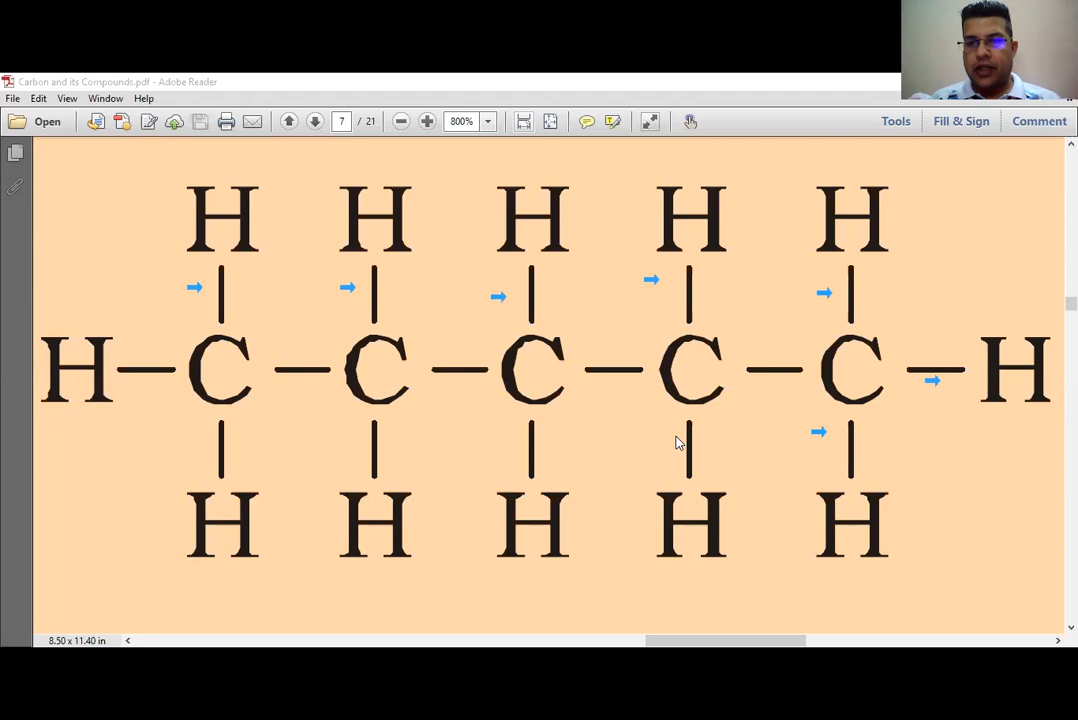 Carbon and its Compounds.pdf - Adobe Reader
File Edit View Window Help
Open 7 / 21 800% Tools Fill & Sign Comment
H H H H H
H C C C C C H
H H H H H
8.50 x 11.40 in